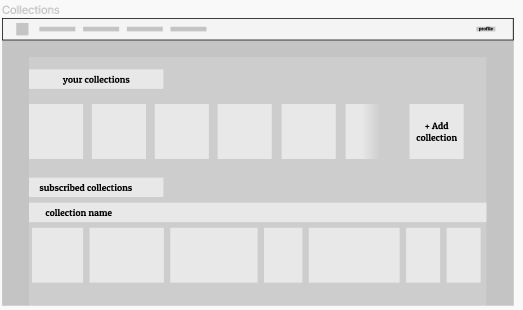 Collections
profile
your collections
+ Add
collection
subscribed collections
collection name